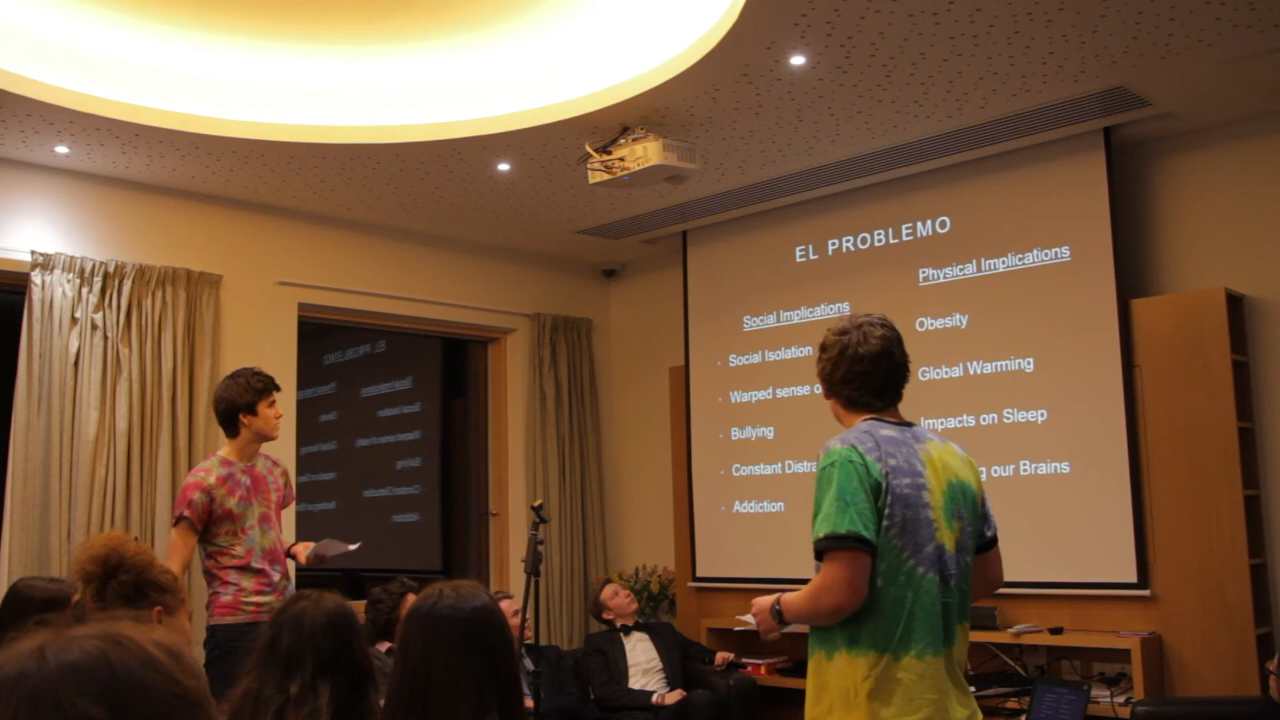 EL PROBLEMO
Social Implications
Social Isolation
Warped sense
Bullying
Constant
Addiction
Physical Implications
Obesity
Global Warming
Impacts on Sleep
our Brains